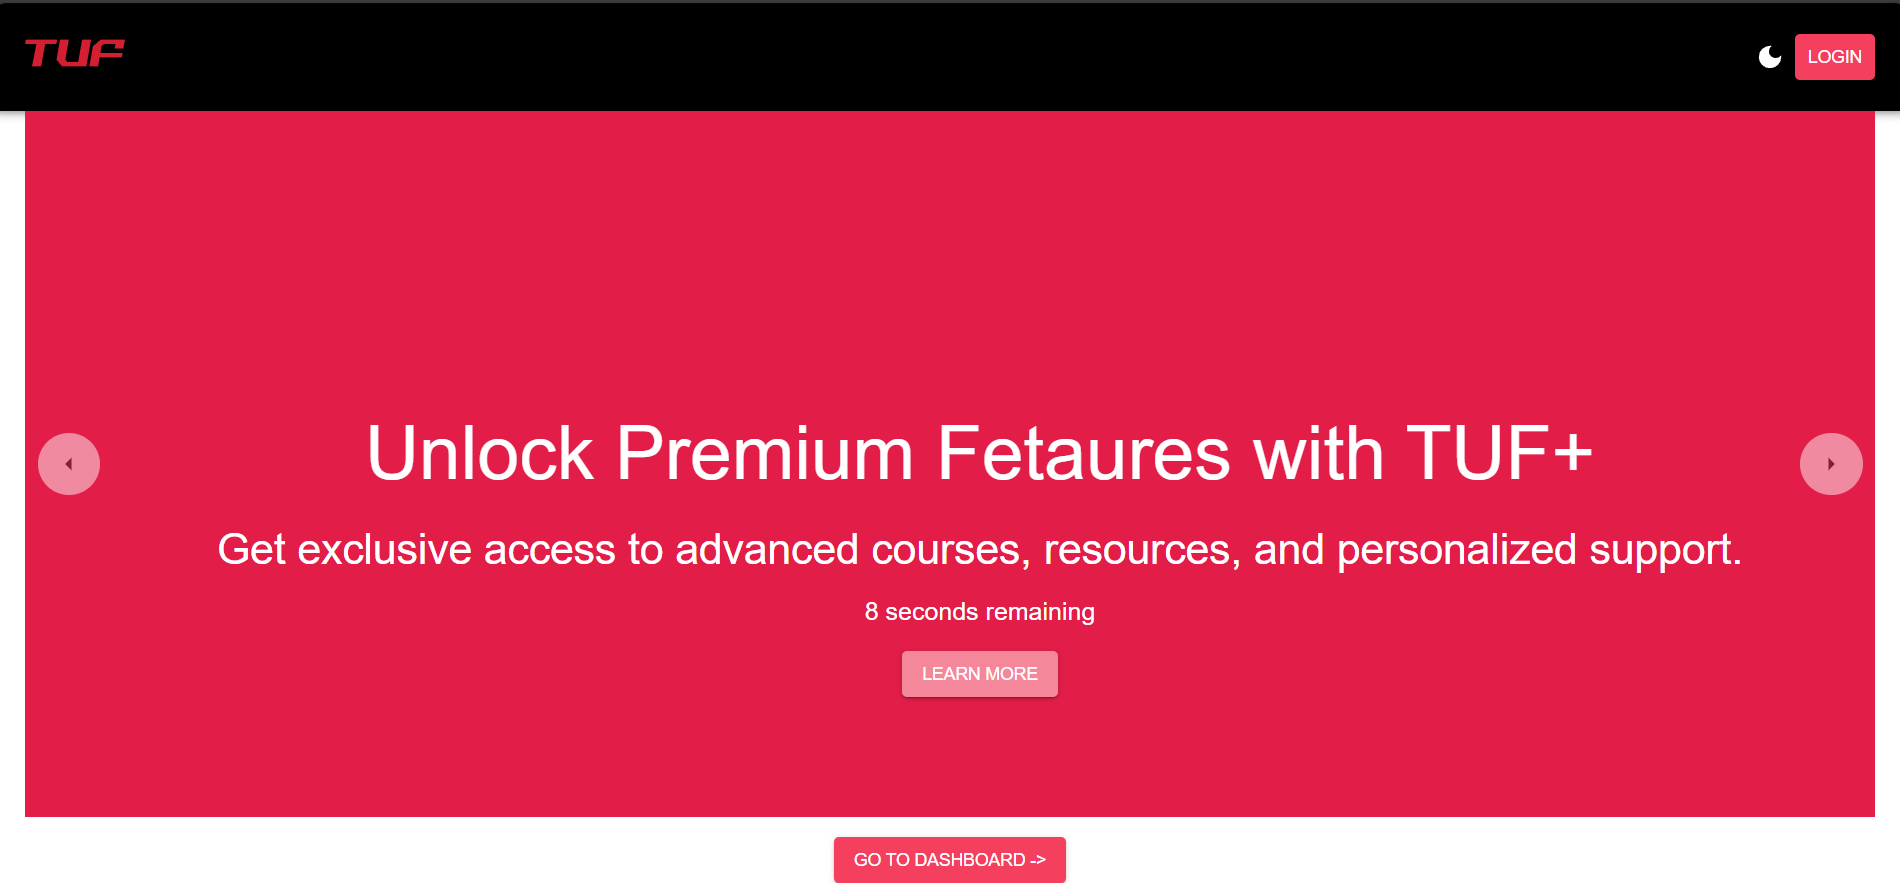 TUF
LOGIN
Unlock Premium Fetaures with TUF+
Get exclusive access to advanced courses, resources, and personalized support.
8 seconds remaining
LEARN MORE
GO TO DASHBOARD ->